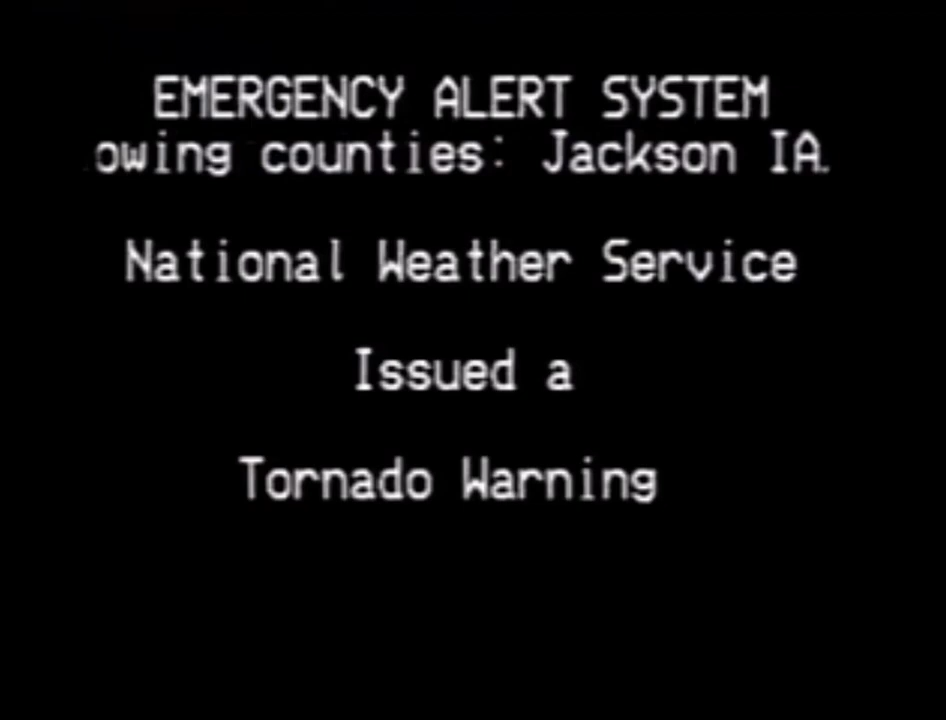 EMERGENCY ALERT SYSTEM
owing counties: Jackson IA.
National Weather Service
Issued a
Tornado Warning